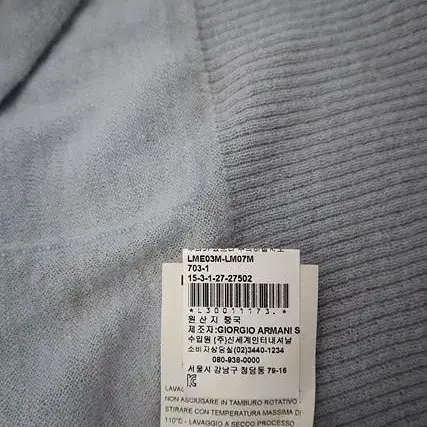 LME03M-LM07M
703-1
15-3-1-27-27502
*L30011173.*
원 산 지 중국
제조자:GIORGIO ARMANI S
수입원 (주)신세계인터내셔날
소비자상담실(02)3440-1234
080-938-0000
서울시 강남구 청담동 79-16
LAVAG
NON ASCIUGARE IN TAMBURO ROTATIVO -
STIRARE CON TEMPERATURA MASSIMA DI
110°C - LAVAGGIO A SECCO PROCESSO